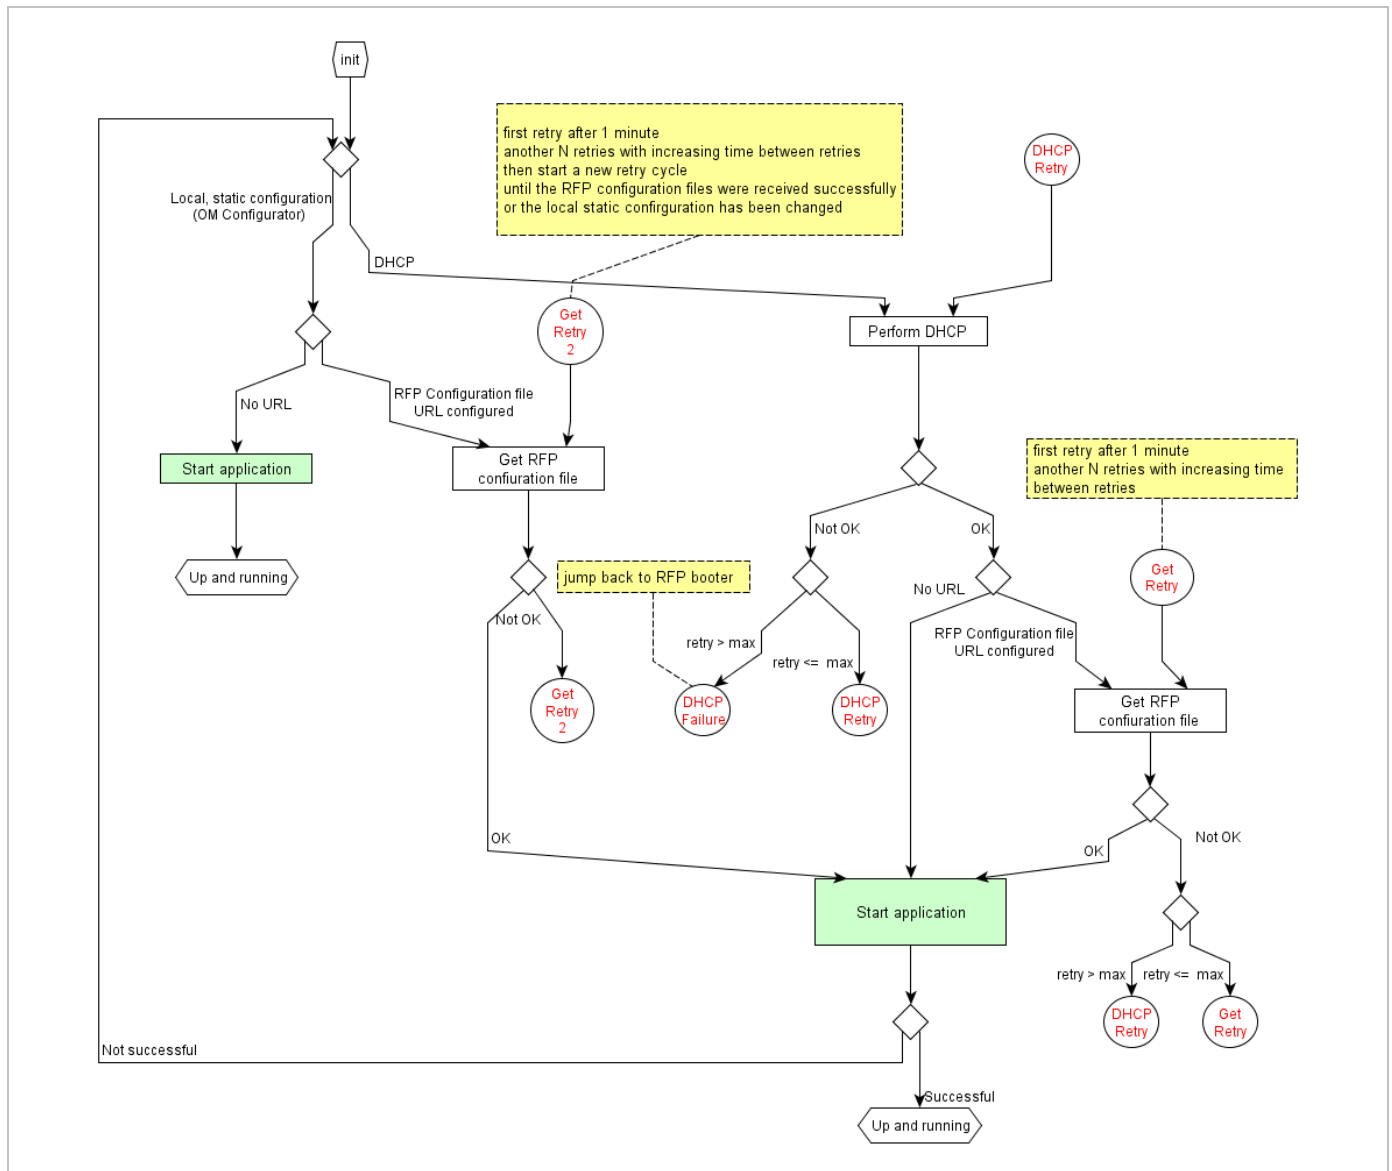 init
first retry after 1 minute
another N retries with increasing time between retries
then start a new retry cycle
until the RFP configuration files were received successfully
or the local static confirguration has been changed
DHCP
Retry
Local, static configuration
(OM Configurator)
DHCP
Get
Retry
2
Perform DHCP
No URL
RFP Configuration file
URL configured
Start application
Get RFP
confiuration file
first retry after 1 minute
another N retries with increasing time
between retries
Not OK
OK
Up and running
jump back to RFP booter
Get
Retry
No URL
Not OK
RFP Configuration file
URL configured
retry > max
retry <= max
Get
Retry
2
DHCP
Failure
DHCP
Retry
Get RFP
confiuration file
OK
OK
Not OK
Start application
retry > max
retry <= max
DHCP
Retry
Get
Retry
Not successful
Successful
Up and running